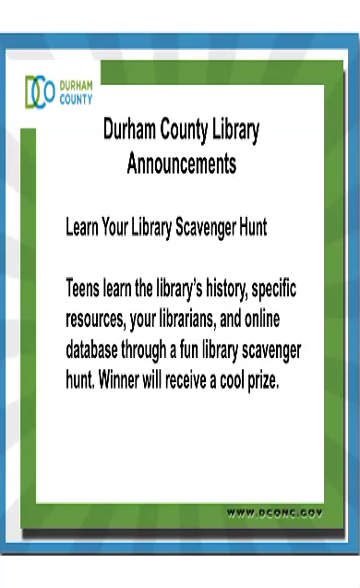 DCO DURHAM
COUNTY
Durham County Library
Announcements
Learn Your Library Scavenger Hunt
Teens learn the library's history, specific
resources, your librarians, and online
database through a fun library scavenger
hunt. Winner will receive a cool prize.
WWW.DCONC.GOV